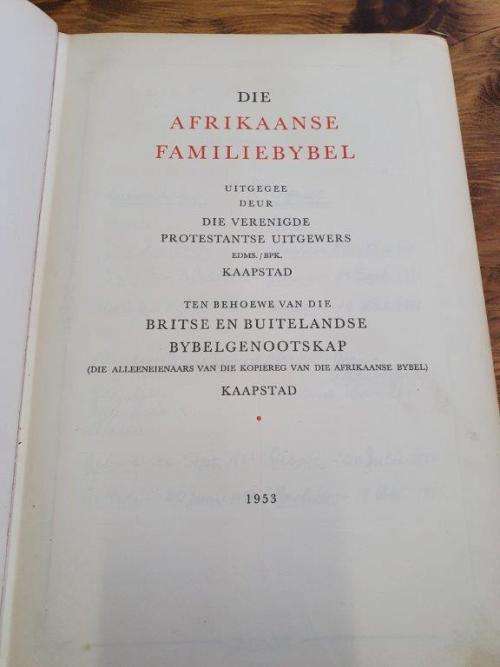 DIE
AFRIKAANSE
FAMILIEBYBEL
UITGEGEE
DEUR
DIE VERENIGDE
PROTESTANTSE UITGEWERS
EDMS./BPK.
KAAPSTAD
TEN BEHOEWE VAN DIE
BRITSE EN BUITELANDSE
BYBELGENOOTSKAP
(DIE ALLEENEIENAARS VAN DIE KOPIEREG VAN DIE AFRIKAANSE BYBEL)
KAAPSTAD
1953